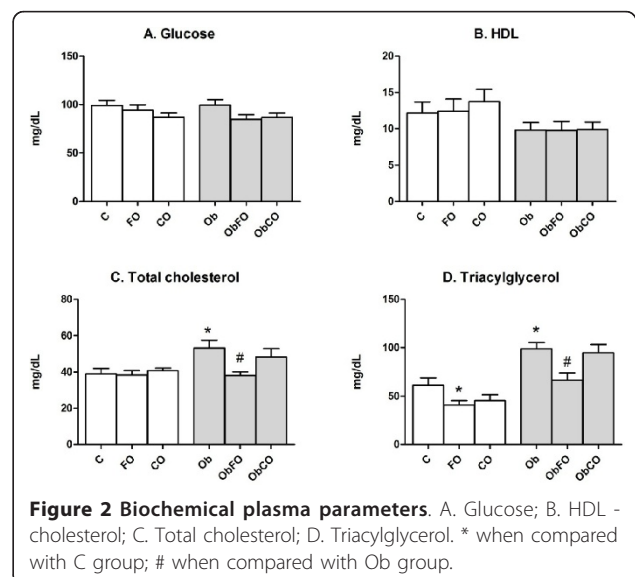 A. Glucose
mg/dL
150
100
50
0
C FO CO Ob ObFO ObCO
B. HDL
mg/dL
20
15
10
5
0
C FO CO Ob ObFO ObCO
C. Total cholesterol
mg/dL
80
60
40
20
0
* #
C FO CO Ob ObFO ObCO
D. Triacylglycerol
mg/dL
150
100
50
0
* * #
C FO CO Ob ObFO ObCO
Figure 2 Biochemical plasma parameters. A. Glucose; B. HDL -
cholesterol; C. Total cholesterol; D. Triacylglycerol. * when compared
with C group; # when compared with Ob group.